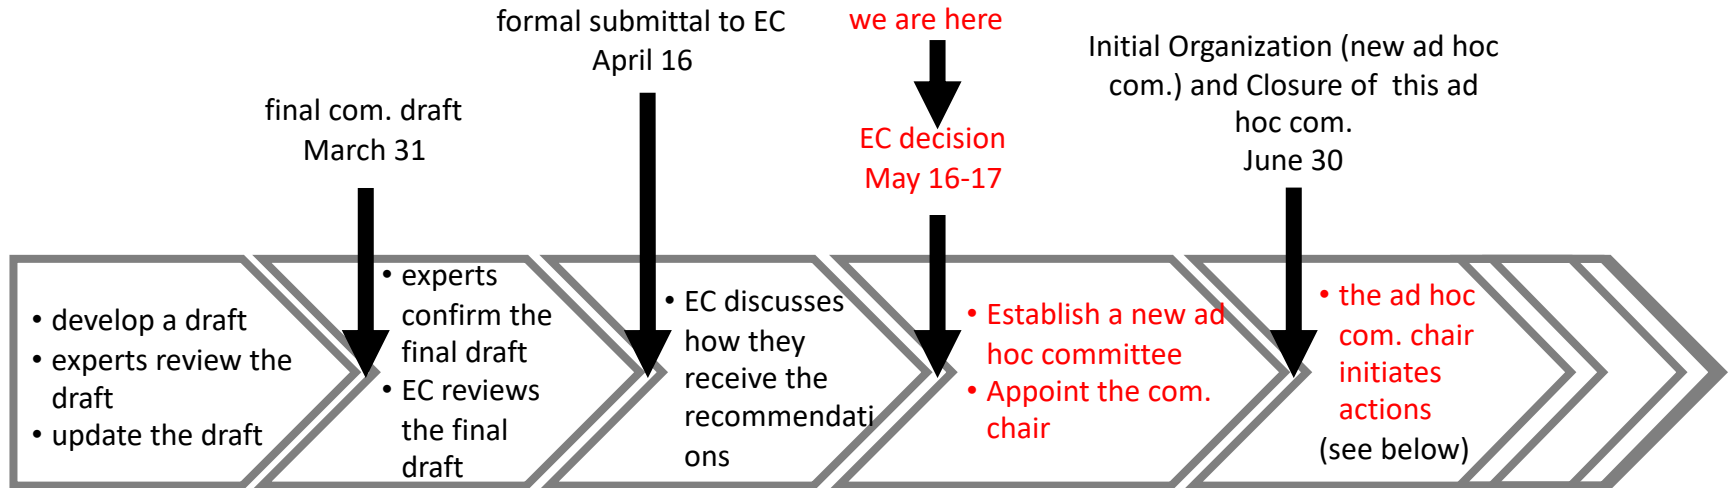 formal submittal to EC
April 16
we are here
Initial Organization (new ad hoc
com.) and Closure of this ad
hoc com.
June 30
final com. draft
March 31
EC decision
May 16-17
• develop a draft
• experts review the
draft
• update the draft
• experts
confirm the
final draft
• EC reviews
the final
draft
• EC discusses
how they
receive the
recommendati
ons
• Establish a new ad
hoc committee
• Appoint the com.
chair
• the ad hoc
com. chair
initiates
actions
(see below)